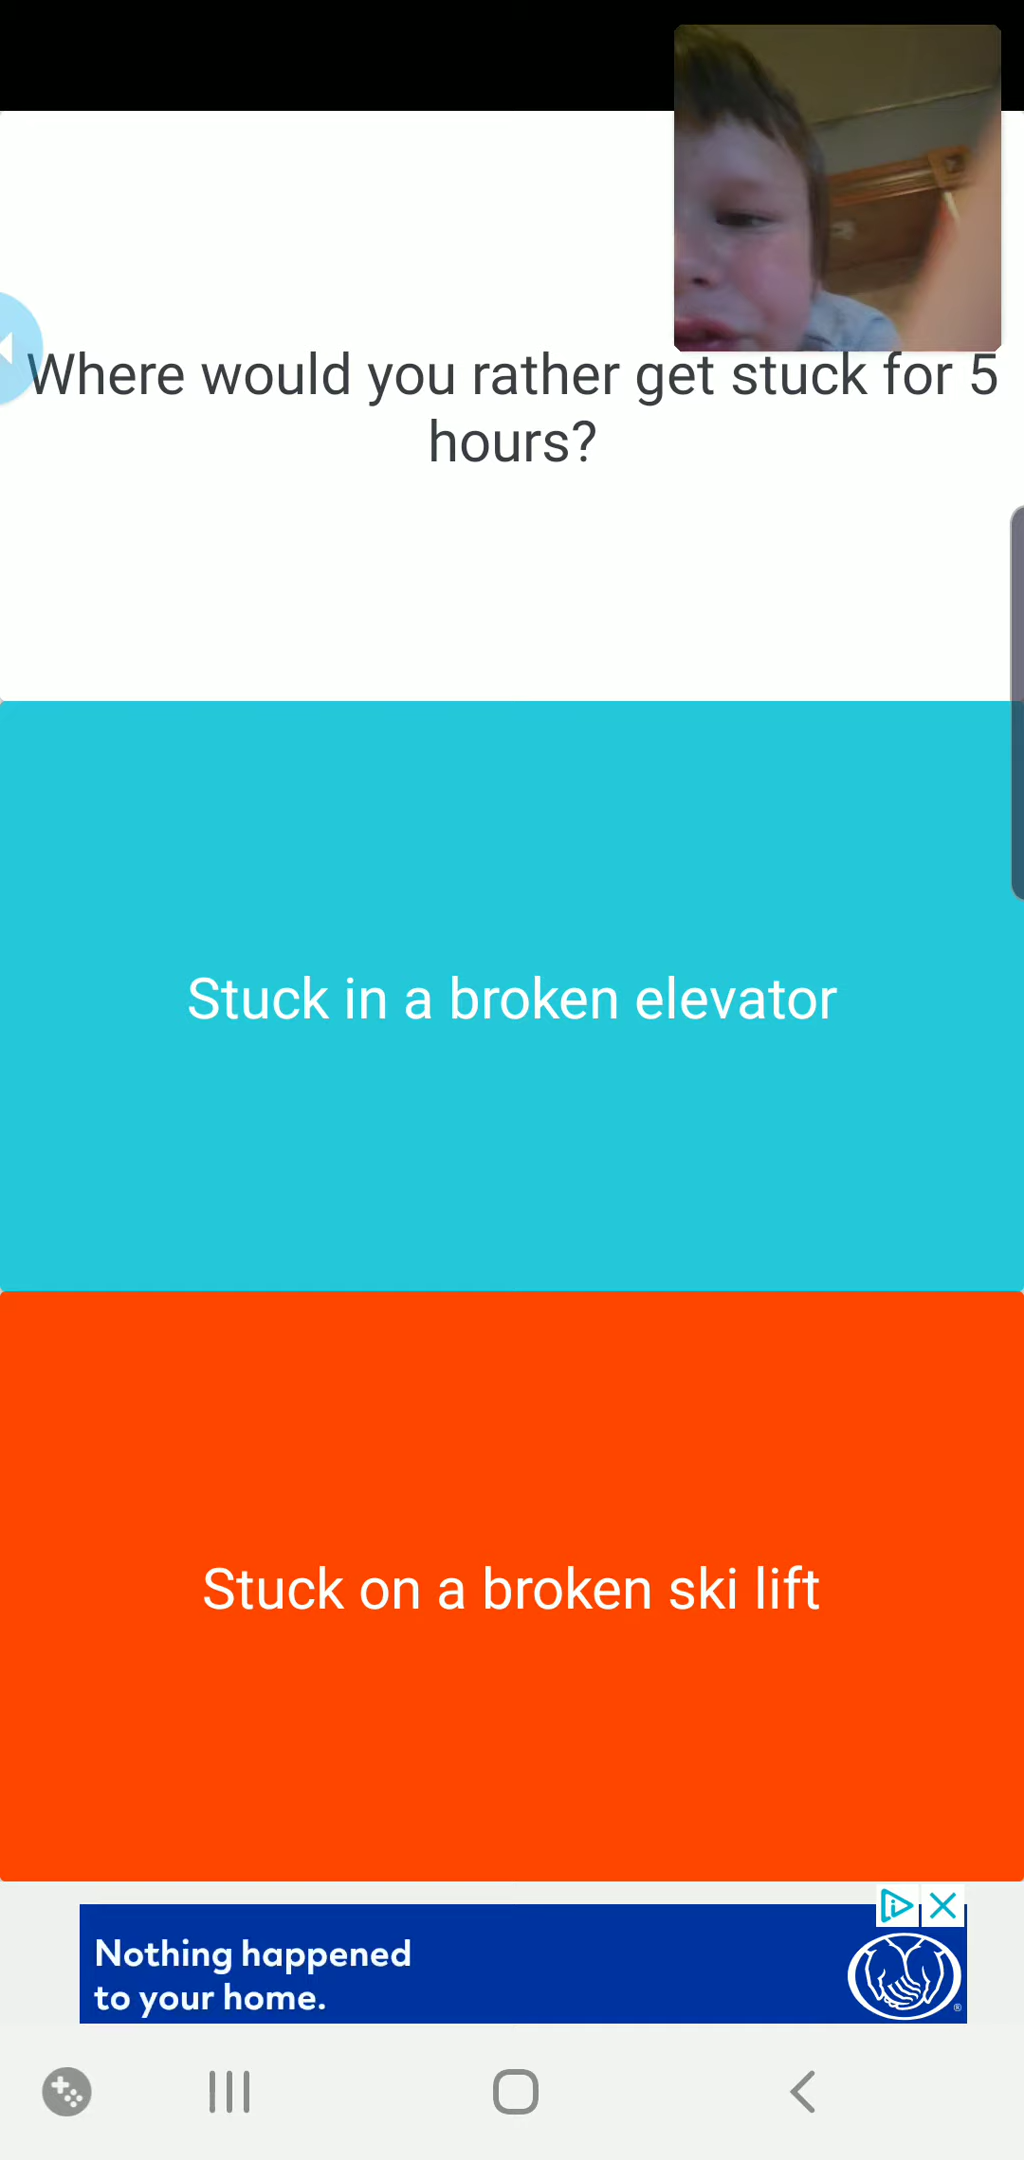 Where would you rather get stuck for 5
hours?
Stuck in a broken elevator
Stuck on a broken ski lift
Nothing happened
to your home.